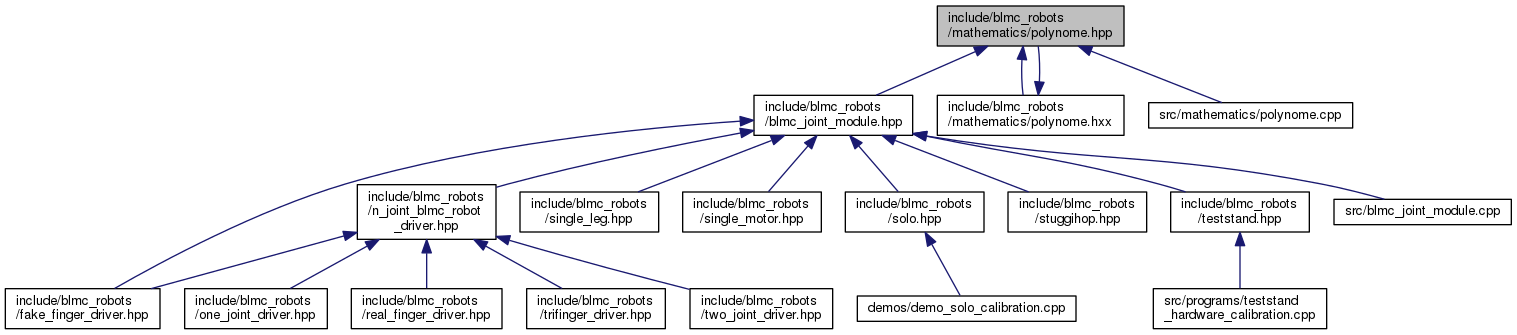 include/blmc_robots
/mathematics/polynome.hpp
include/blmc_robots
/blmc_joint_module.hpp
include/blmc_robots
/mathematics/polynome.hxx
src/mathematics/polynome.cpp
include/blmc_robots
/n_joint_blmc_robot
_driver.hpp
include/blmc_robots
/single_leg.hpp
include/blmc_robots
/single_motor.hpp
include/blmc_robots
/solo.hpp
include/blmc_robots
/stuggihop.hpp
include/blmc_robots
/teststand.hpp
src/blmc_joint_module.cpp
include/blmc_robots
/fake_finger_driver.hpp
include/blmc_robots
/one_joint_driver.hpp
include/blmc_robots
/real_finger_driver.hpp
include/blmc_robots
/trifinger_driver.hpp
include/blmc_robots
/two_joint_driver.hpp
demos/demo_solo_calibration.cpp
src/programs/teststand
_hardware_calibration.cpp